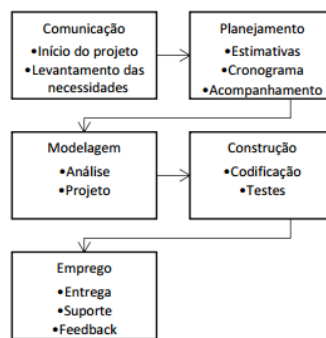 Comunicação
•Início do projeto
•Levantamento das
necessidades
Planejamento
•Estimativas
•Cronograma
•Acompanhamento
Modelagem
•Análise
•Projeto
Construção
•Codificação
•Testes
Emprego
•Entrega
•Suporte
•Feedback